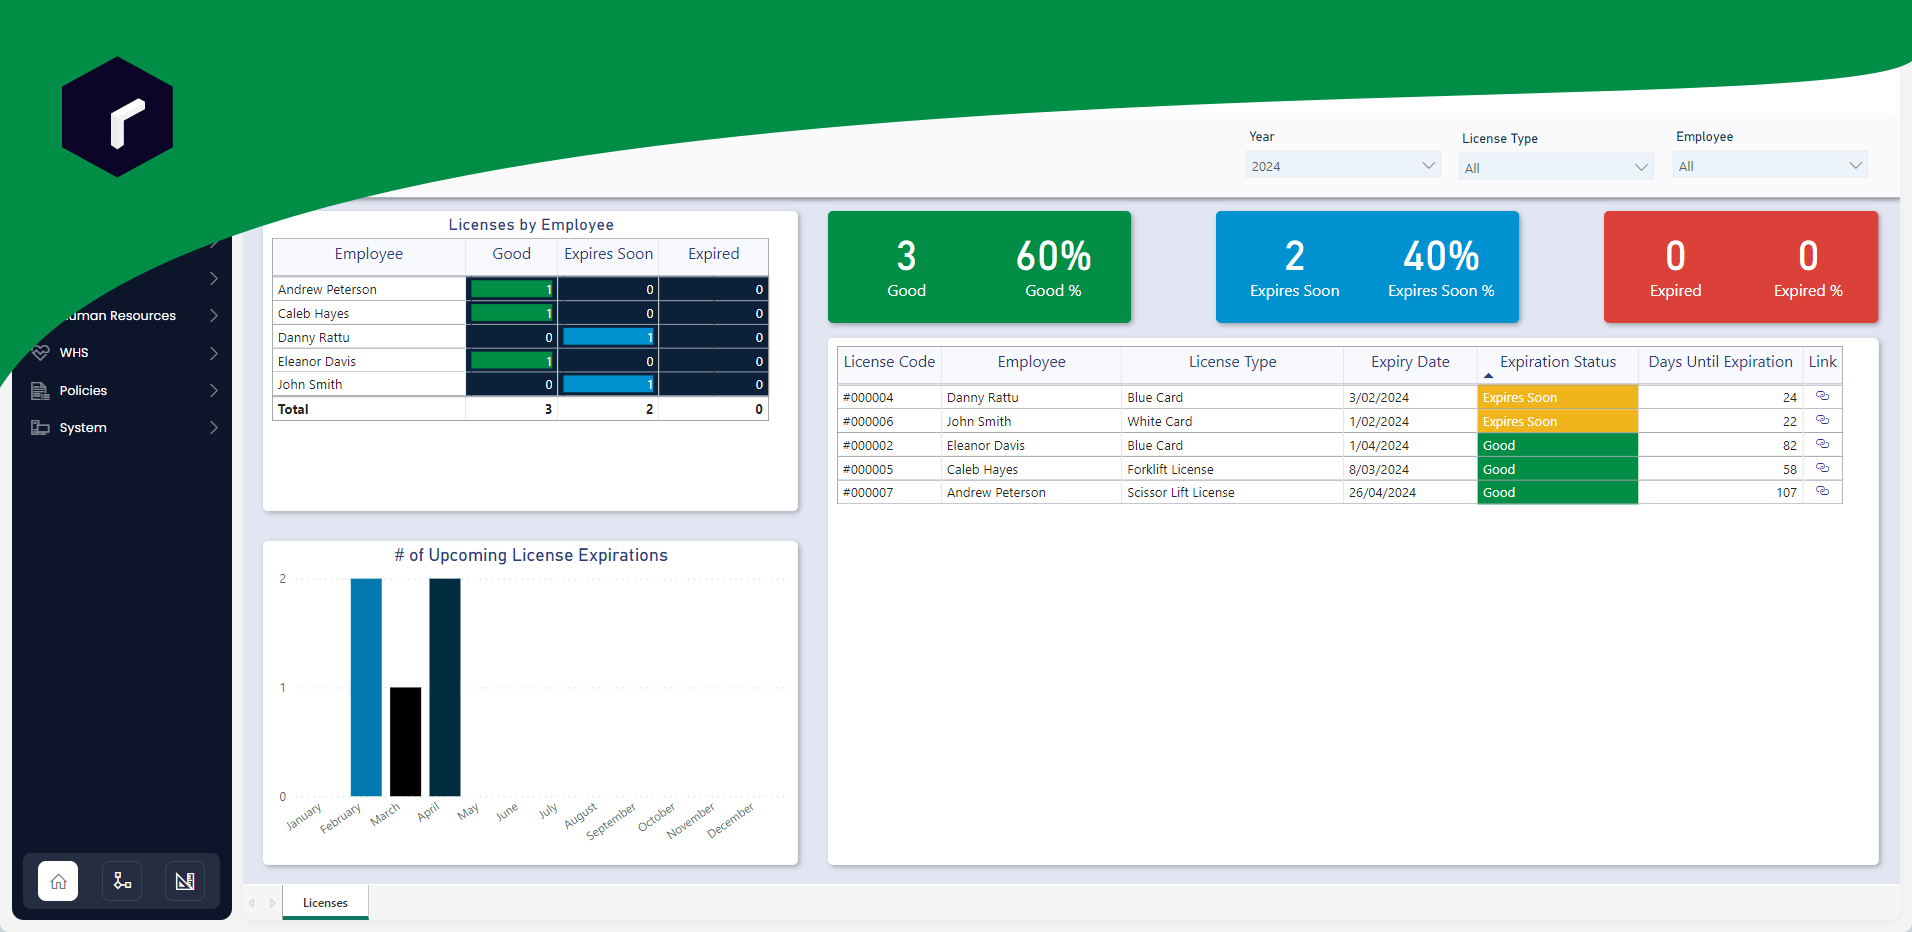 Year
License Type
Employee
2024
All
All
uman Resources
WHS
Policies
System
Licenses by Employee
Employee Good Expires Soon Expired
Andrew Peterson 1 0 0
Caleb Hayes 1 0 0
Danny Rattu 0 1 0
Eleanor Davis 1 0 0
John Smith 0 1 0
Total 3 2 0
3 60%
Good Good %
2 40%
Expires Soon Expires Soon %
0 0
Expired Expired %
License Code Employee License Type Expiry Date Expiration Status Days Until Expiration Link
#000004 Danny Rattu Blue Card 3/02/2024 Expires Soon 24
#000006 John Smith White Card 1/02/2024 Expires Soon 22
#000002 Eleanor Davis Blue Card 1/04/2024 Good 82
#000005 Caleb Hayes Forklift License 8/03/2024 Good 58
#000007 Andrew Peterson Scissor Lift License 26/04/2024 Good 107
# of Upcoming License Expirations
2
1
0
January February March April May June July August September October November December
Licenses